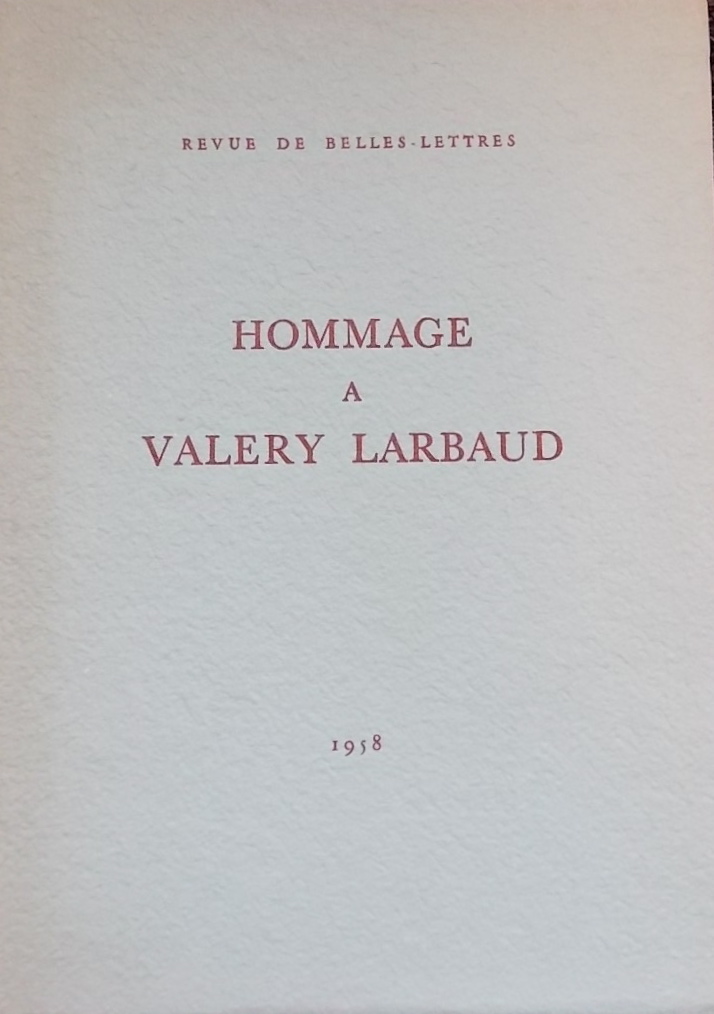 REVUE DE BELLES-LETTRES
HOMMAGE
A
VALERY LARBAUD
1958